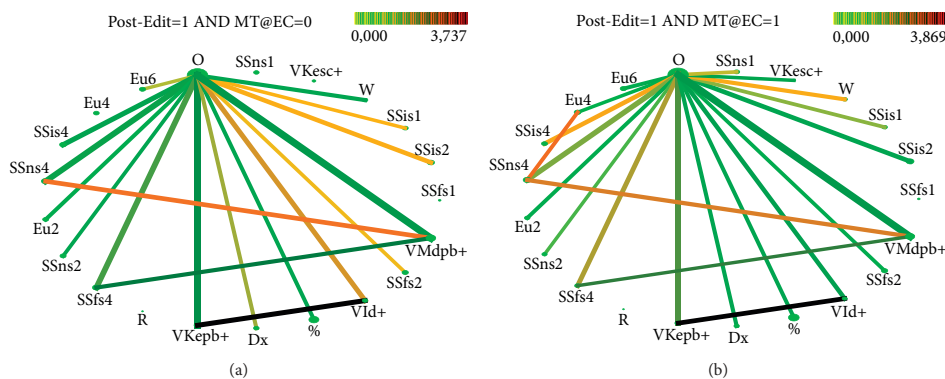 Post-Edit=1 AND MT@EC=0
0,000 3,737
O
SSns1
VKesc+
Eu6
W
Eu4
SSis1
SSis4
SSis2
SSns4
SSfs1
Eu2
VMdpb+
SSns2
SSfs2
SSfs4
VId+
R
VKepb+
Dx
%
(a)
Post-Edit=1 AND MT@EC=1
0,000 3,869
O
SSns1
VKesc+
Eu6
W
Eu4
SSis1
SSis4
SSis2
SSns4
SSfs1
Eu2
VMdpb+
SSns2
SSfs2
SSfs4
VId+
R
VKepb+
Dx
%
(b)